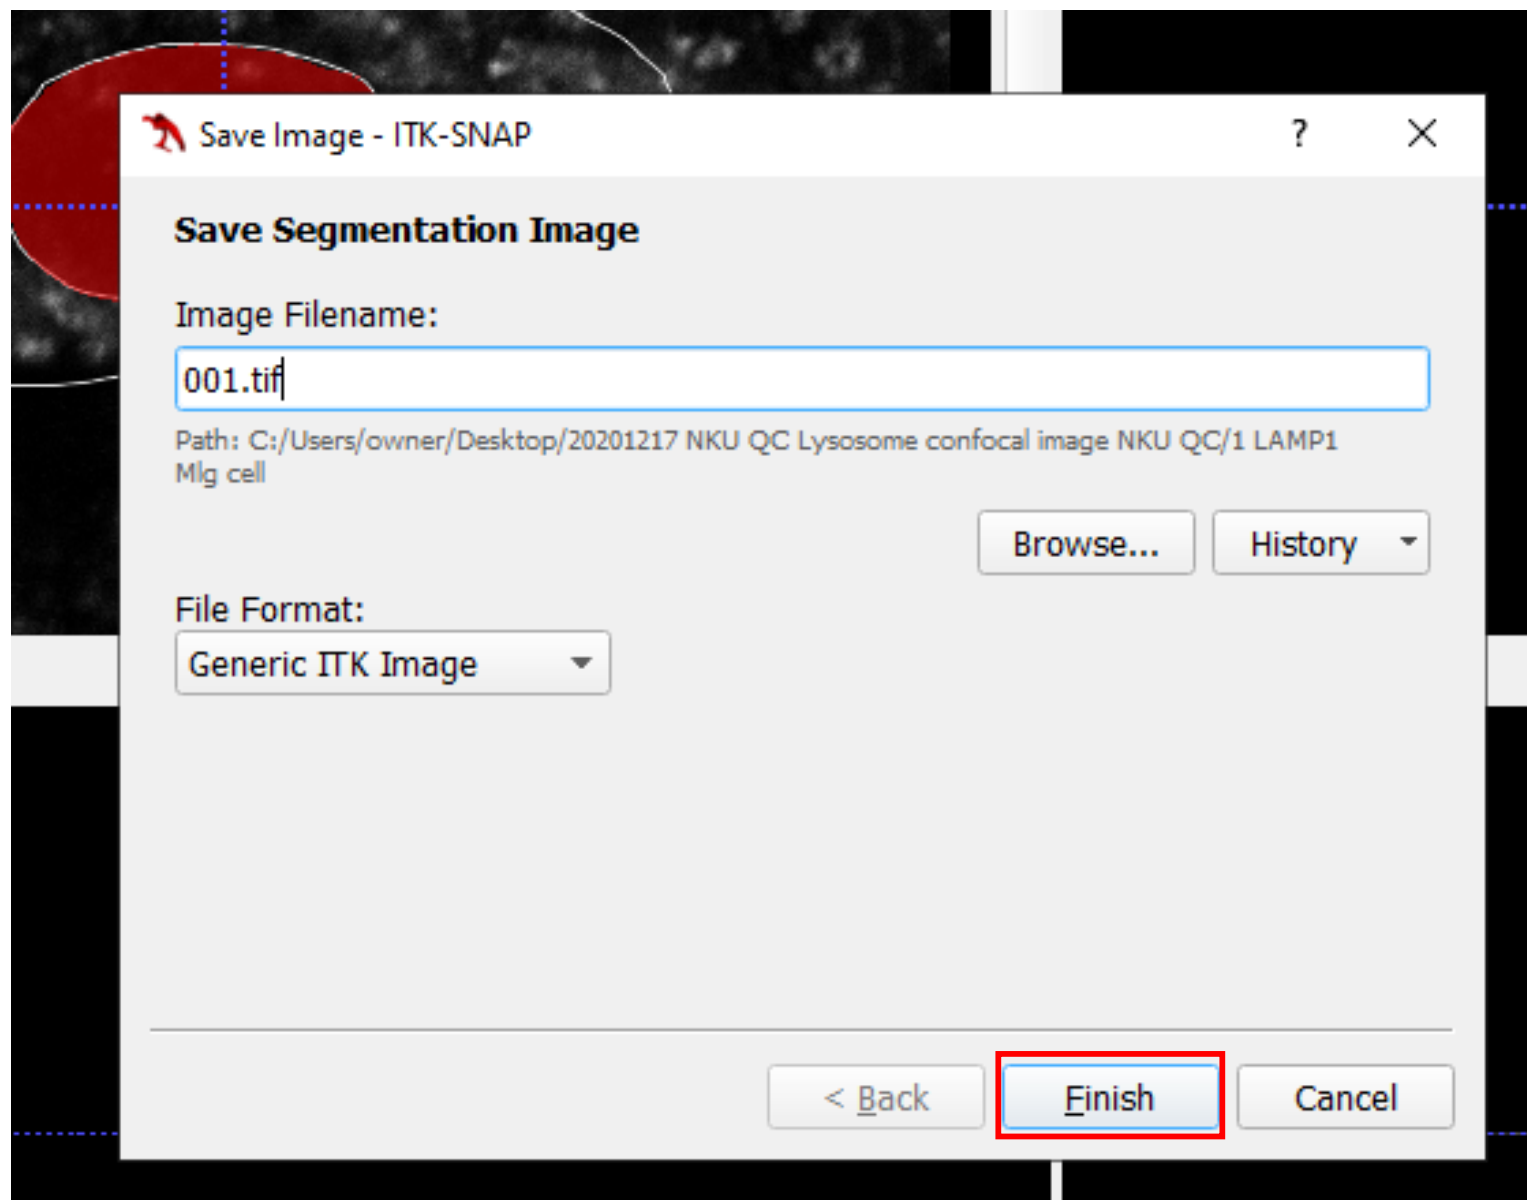 Save Image - ITK-SNAP
?
Save Segmentation Image
Image Filename:
001.tif
Path: C:/Users/owner/Desktop/20201217 NKU QC Lysosome confocal image NKU QC/1 LAMP1
Mlg cell
Browse...
History
File Format:
Generic ITK Image
< Back
Finish
Cancel